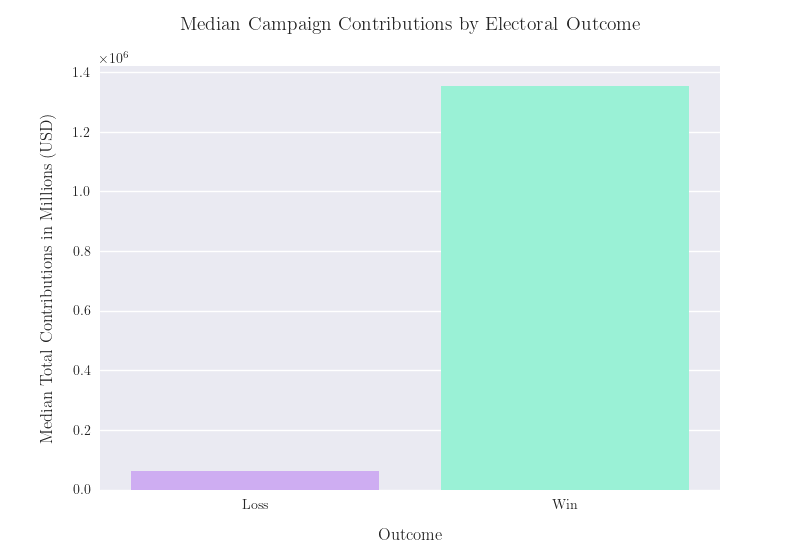 Median Campaign Contributions by Electoral Outcome
×10⁶
1.4
1.2
1.0
0.8
0.6
0.4
0.2
0.0
Median Total Contributions in Millions (USD)
Loss
Win
Outcome